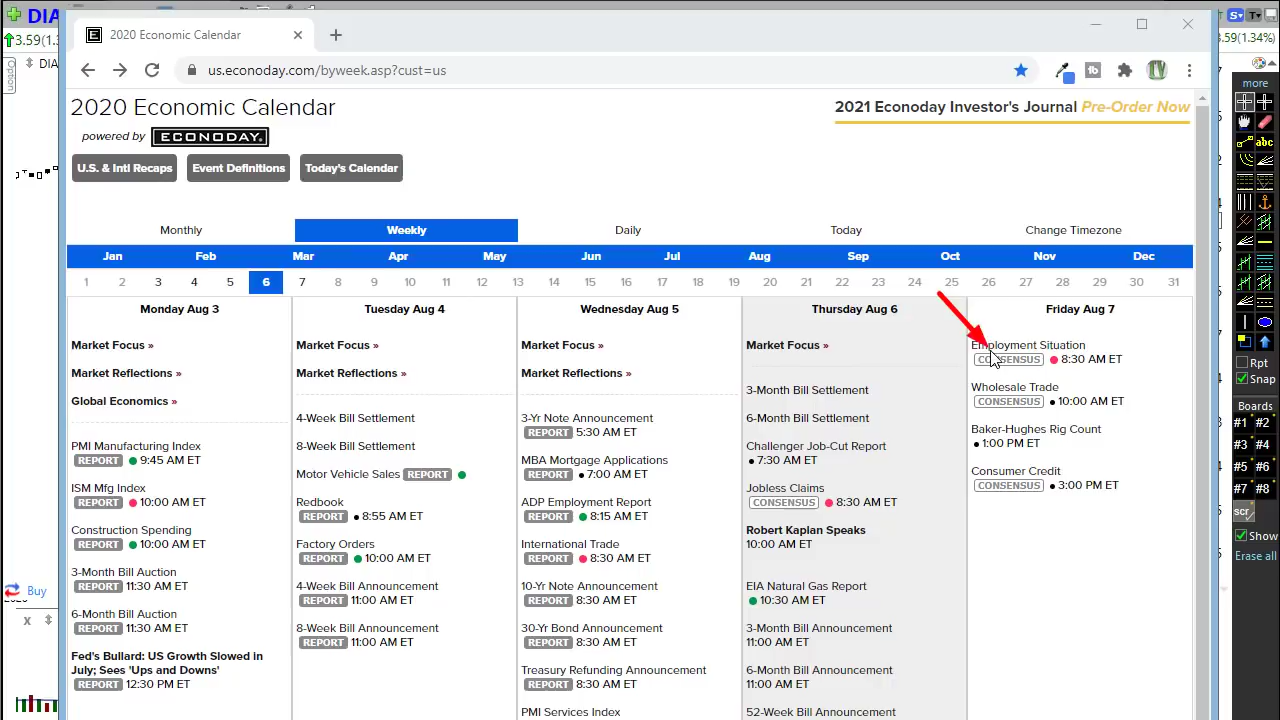 DIA
2020 Economic Calendar
3.59(1.
3.59(1.34%)
us.econoday.com/byweek.asp?cust=us
Option
DIA
more
2020 Economic Calendar
2021 Econoday Investor's Journal Pre-Order Now
powered by ECONODAY
U.S. & Intl Recaps
Event Definitions
Today's Calendar
abc
Monthly
Weekly
Daily
Today
Change Timezone
Jan Feb Mar Apr May Jun Jul Aug Sep Oct Nov Dec
1 2 3 4 5 6 7 8 9 10 11 12 13 14 15 16 17 18 19 20 21 22 23 24 25 26 27 28 29 30 31
Monday Aug 3
Market Focus »
Market Reflections »
Global Economics »
PMI Manufacturing Index
REPORT 9:45 AM ET
ISM Mfg Index
REPORT 10:00 AM ET
Construction Spending
REPORT 10:00 AM ET
3-Month Bill Auction
REPORT 11:30 AM ET
6-Month Bill Auction
REPORT 11:30 AM ET
Fed's Bullard: US Growth Slowed in
July; Sees 'Ups and Downs'
REPORT 12:30 PM ET
Tuesday Aug 4
Market Focus »
Market Reflections »
4-Week Bill Settlement
8-Week Bill Settlement
Motor Vehicle Sales REPORT
Redbook
REPORT 8:55 AM ET
Factory Orders
REPORT 10:00 AM ET
4-Week Bill Announcement
REPORT 11:00 AM ET
8-Week Bill Announcement
REPORT 11:00 AM ET
Wednesday Aug 5
Market Focus »
Market Reflections »
3-Yr Note Announcement
REPORT 5:30 AM ET
MBA Mortgage Applications
REPORT 7:00 AM ET
ADP Employment Report
REPORT 8:15 AM ET
International Trade
REPORT 8:30 AM ET
10-Yr Note Announcement
REPORT 8:30 AM ET
30-Yr Bond Announcement
REPORT 8:30 AM ET
Treasury Refunding Announcement
REPORT 8:30 AM ET
PMI Services Index
Thursday Aug 6
Market Focus »
3-Month Bill Settlement
6-Month Bill Settlement
Challenger Job-Cut Report
7:30 AM ET
Jobless Claims
CONSENSUS 8:30 AM ET
Robert Kaplan Speaks
10:00 AM ET
EIA Natural Gas Report
10:30 AM ET
3-Month Bill Announcement
11:00 AM ET
6-Month Bill Announcement
11:00 AM ET
52-Week Bill Announcement
Friday Aug 7
Employment Situation
CONSENSUS 8:30 AM ET
Wholesale Trade
CONSENSUS 10:00 AM ET
Baker-Hughes Rig Count
1:00 PM ET
Consumer Credit
CONSENSUS 3:00 PM ET
Rpt
Snap
Boards
#1 #2
#3 #4
#5 #6
#7 #8
scr
Show
Erase all
Buy